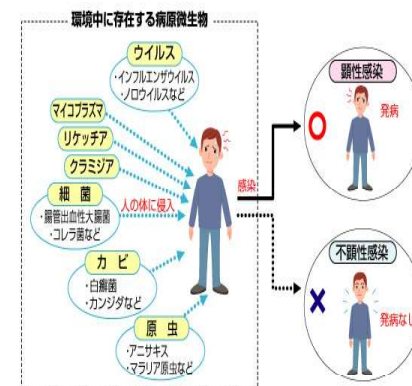 環境中に存在する病原微生物
ウイルス
・インフルエンザウイルス
・ノロウイルスなど
マイコプラズマ
リケッチア
クラミジア
細菌
・腸管出血性大腸菌
・コレラ菌など
人の体に侵入
カビ
・白癬菌
・カンジダなど
原虫
・アニサキス
・マラリア原虫など
感染
顕性感染
発病
不顕性感染
発病なし